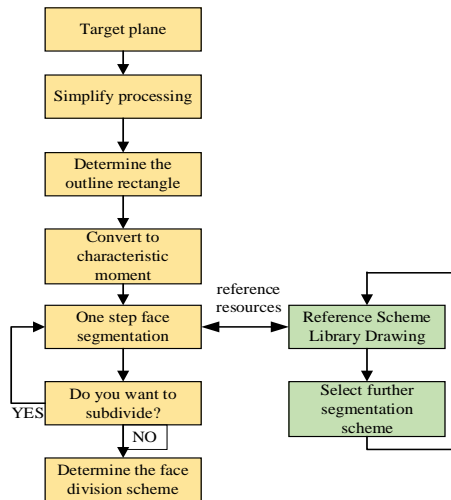 Target plane
Simplify processing
Determine the
outline rectangle
Convert to
characteristic
moment
reference
resources
One step face
segmentation
Reference Scheme
Library Drawing
Do you want to
subdivide?
YES
NO
Select further
segmentation
scheme
Determine the face
division scheme